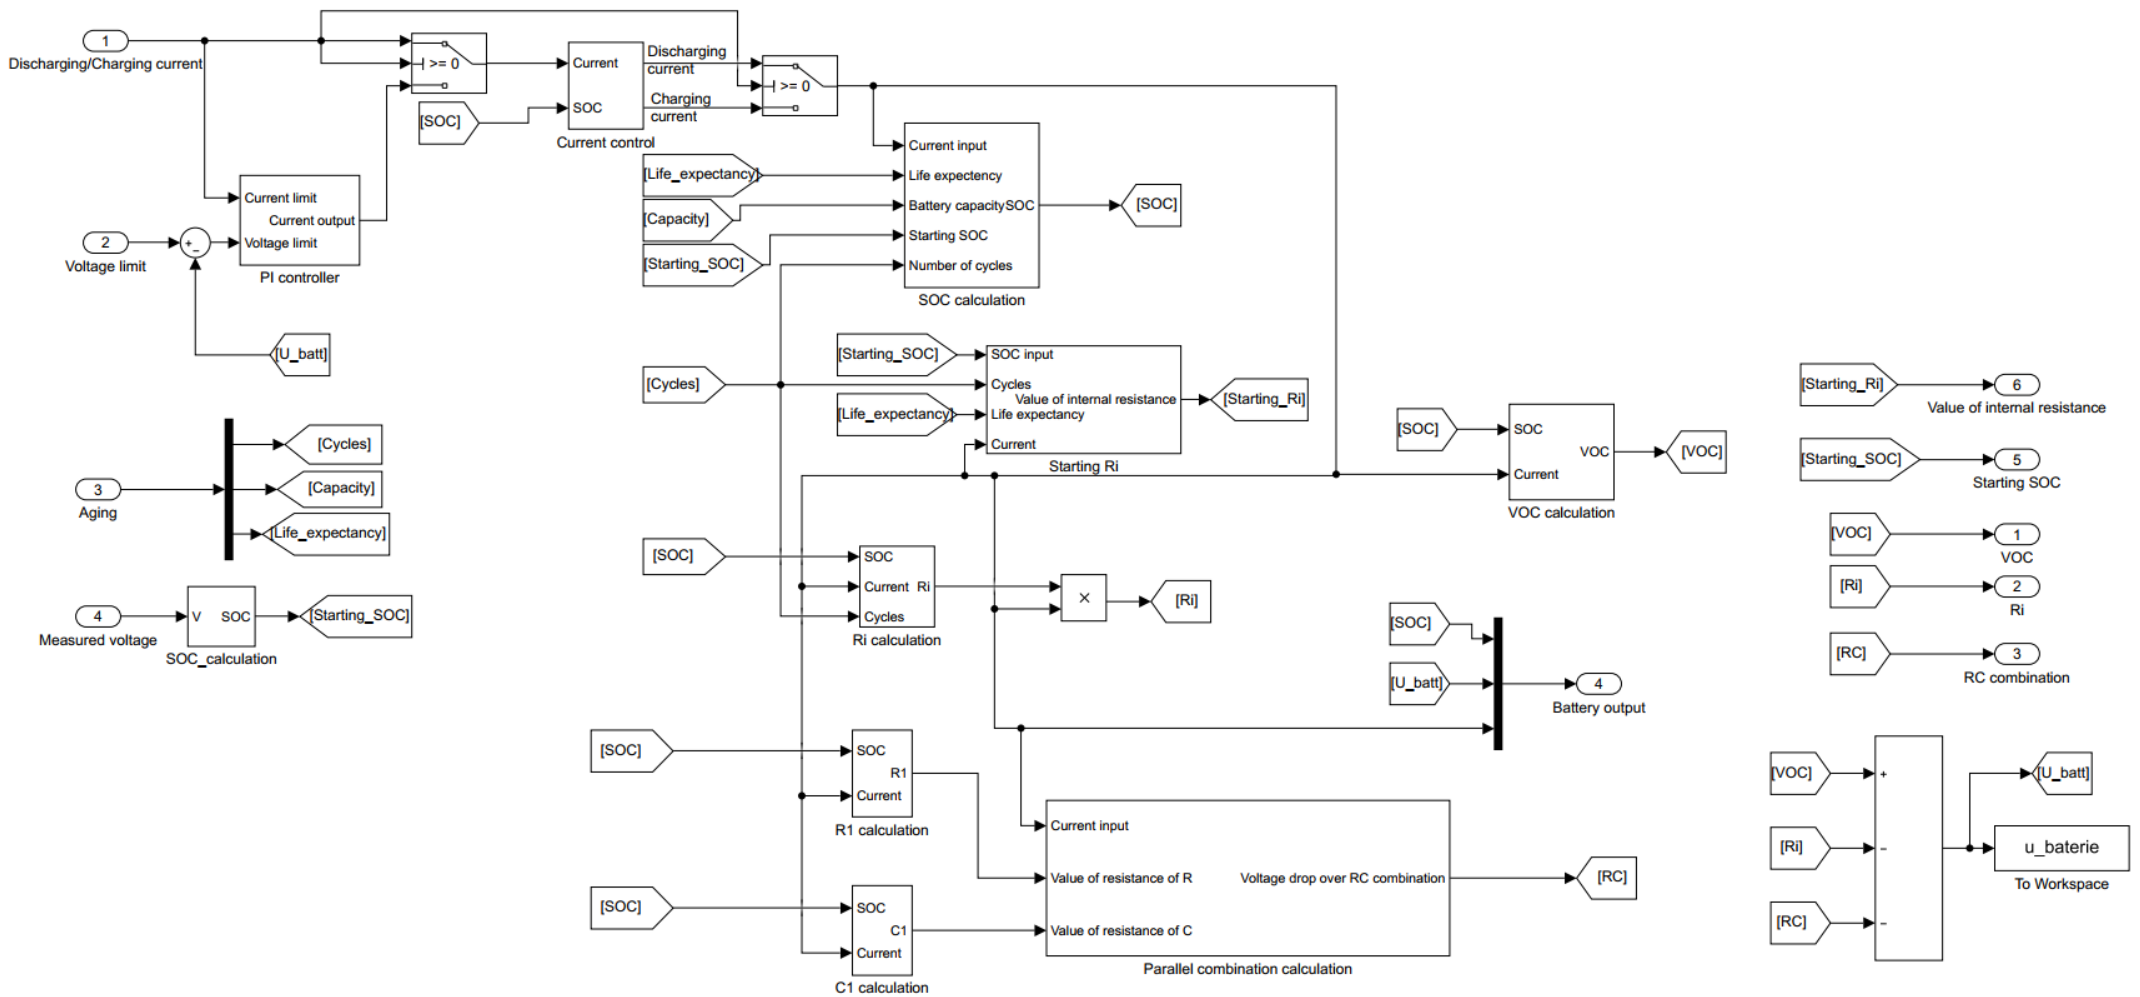 1
Discharging/Charging current
>= 0
[SOC]
Current
SOC
Current control
Discharging
current
Charging
current
>= 0
Current limit
Current output
Voltage limit
PI controller
2
Voltage limit
+
−
[U_batt]
[Life_expectancy]
[Capacity]
[Starting_SOC]
Current input
Life expectency
Battery capacity
SOC
Starting SOC
Number of cycles
SOC calculation
[SOC]
[Cycles]
[Starting_SOC]
[Life_expectancy]
SOC input
Cycles
Value of internal resistance
Life expectancy
Current
Starting Ri
[Starting_Ri]
3
Aging
[Cycles]
[Capacity]
[Life_expectancy]
4
Measured voltage
V
SOC
SOC_calculation
[Starting_SOC]
[SOC]
SOC
Current
VOC
VOC calculation
[VOC]
[SOC]
SOC
Current
Ri
Cycles
Ri calculation
×
[Ri]
[SOC]
[U_batt]
4
Battery output
[SOC]
SOC
R1
Current
R1 calculation
[SOC]
SOC
C1
Current
C1 calculation
Current input
Value of resistance of R
Voltage drop over RC combination
Value of resistance of C
Parallel combination calculation
[RC]
[Starting_Ri]
6
Value of internal resistance
[Starting_SOC]
5
Starting SOC
[VOC]
1
VOC
[Ri]
2
Ri
[RC]
3
RC combination
[VOC]
+
[Ri]
−
[RC]
−
[U_batt]
u_baterie
To Workspace